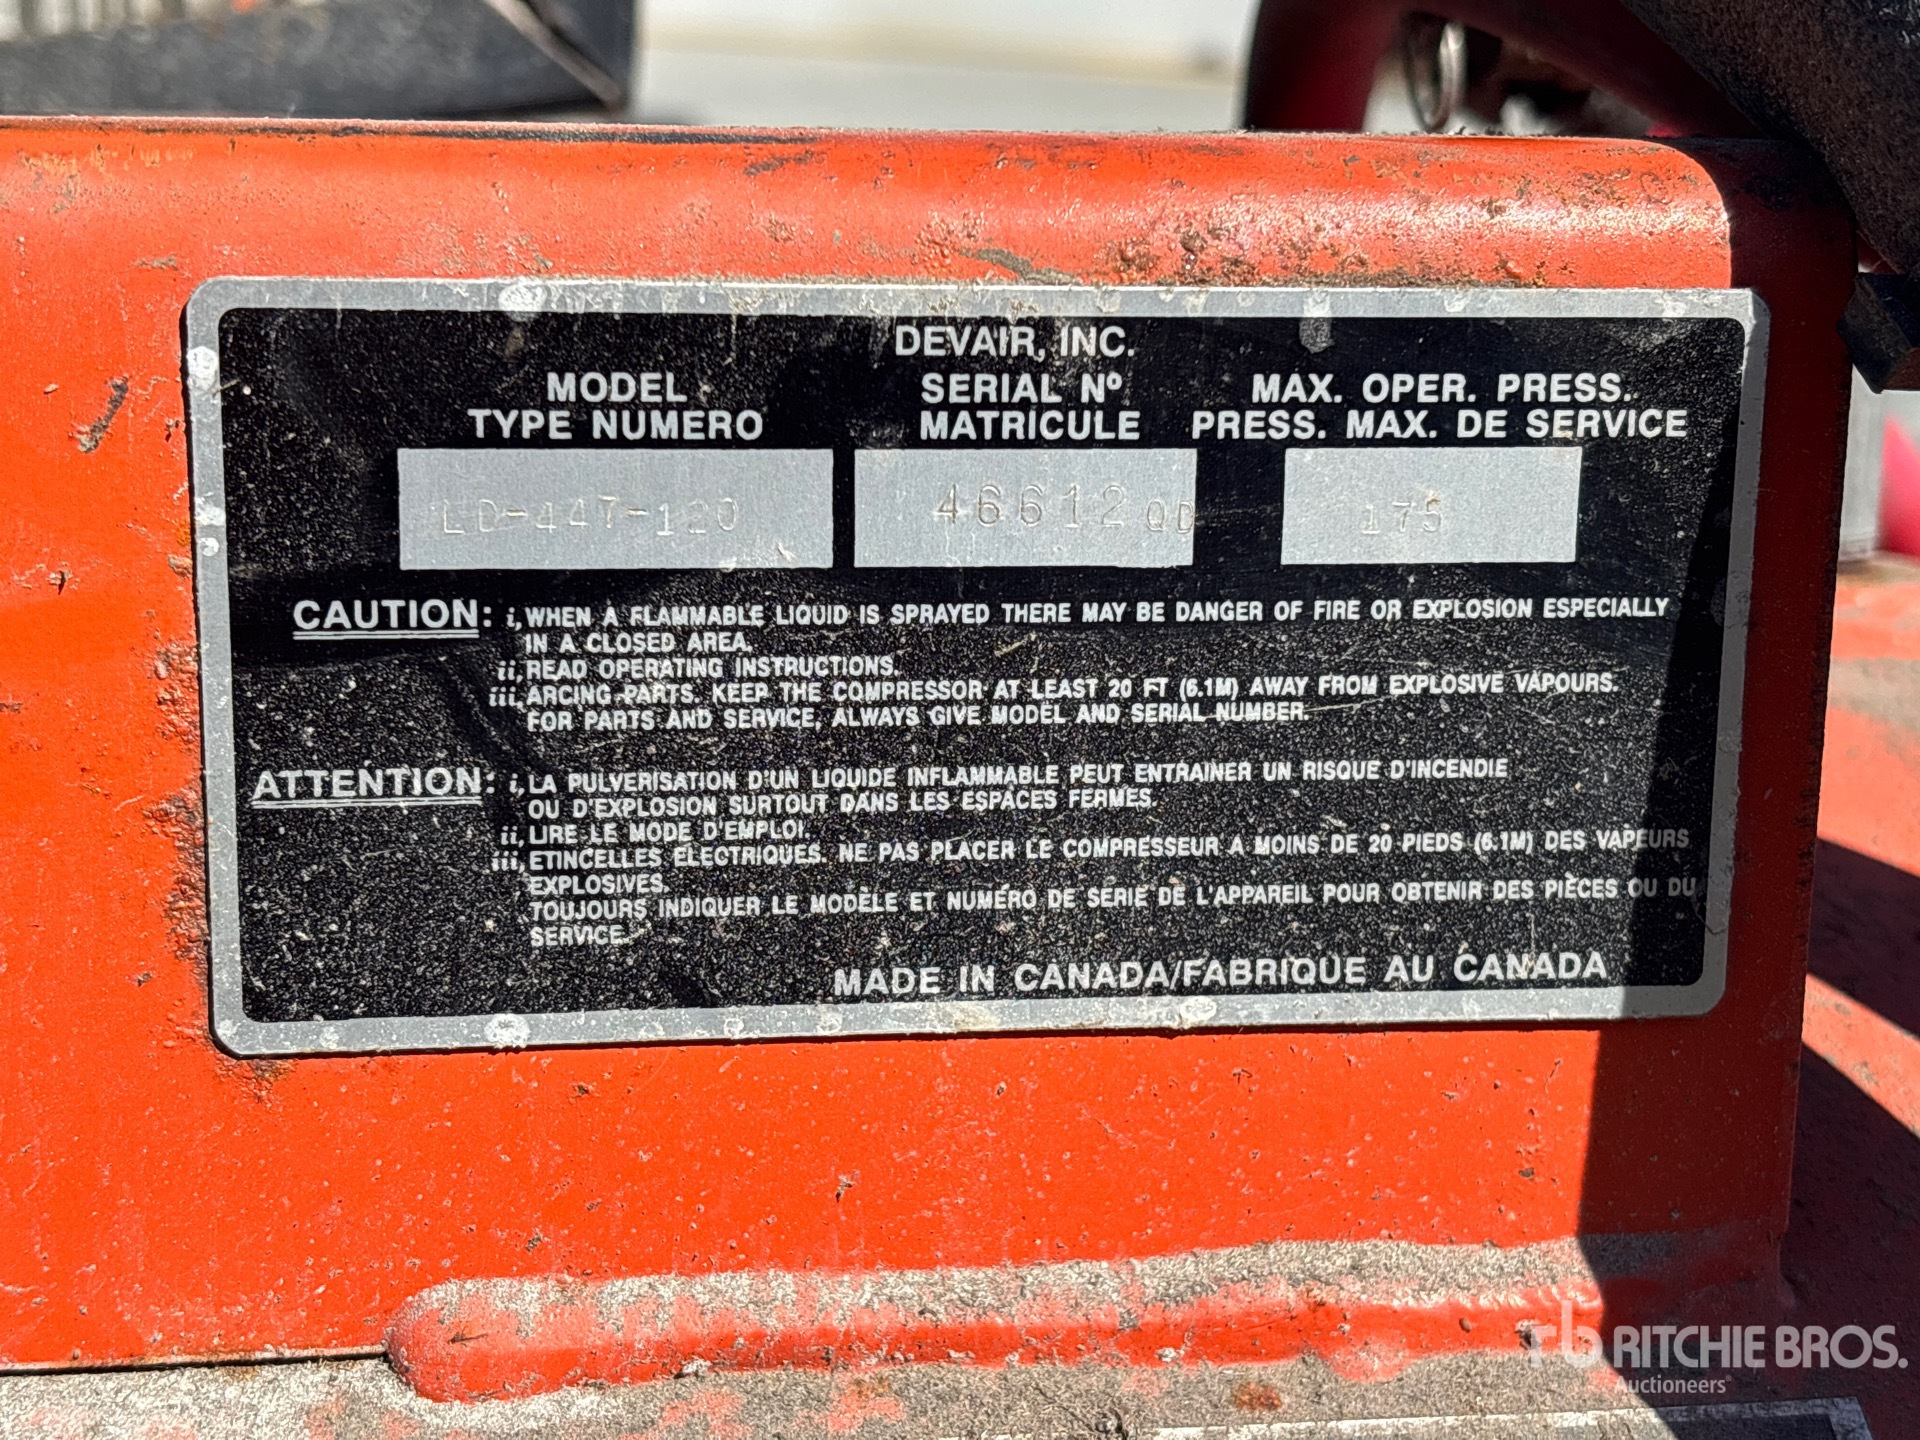 DEVAIR, INC.
MODEL
TYPE NUMERO
SERIAL Nº
MATRICULE
MAX. OPER. PRESS.
PRESS. MAX. DE SERVICE
LD-447-120
46612 QD
175
CAUTION: i, WHEN A FLAMMABLE LIQUID IS SPRAYED THERE MAY BE DANGER OF FIRE OR EXPLOSION ESPECIALLY
IN A CLOSED AREA.
ii, READ OPERATING INSTRUCTIONS.
iii, ARCING PARTS. KEEP THE COMPRESSOR AT LEAST 20 FT (6.1M) AWAY FROM EXPLOSIVE VAPOURS.
FOR PARTS AND SERVICE, ALWAYS GIVE MODEL AND SERIAL NUMBER.
ATTENTION: i, LA PULVERISATION D'UN LIQUIDE INFLAMMABLE PEUT ENTRAINER UN RISQUE D'INCENDIE
OU D'EXPLOSION SURTOUT DANS LES ESPACES FERMES.
ii, LIRE LE MODE D'EMPLOI.
iii, ETINCELLES ELECTRIQUES. NE PAS PLACER LE COMPRESSEUR A MOINS DE 20 PIEDS (6.1M) DES VAPEURS
EXPLOSIVES.
TOUJOURS INDIQUER LE MODÈLE ET NUMÉRO DE SERIE DE L'APPAREIL POUR OBTENIR DES PIÈCES OU DU
SERVICE.
MADE IN CANADA/FABRIQUE AU CANADA
rb RITCHIE BROS.
Auctioneers